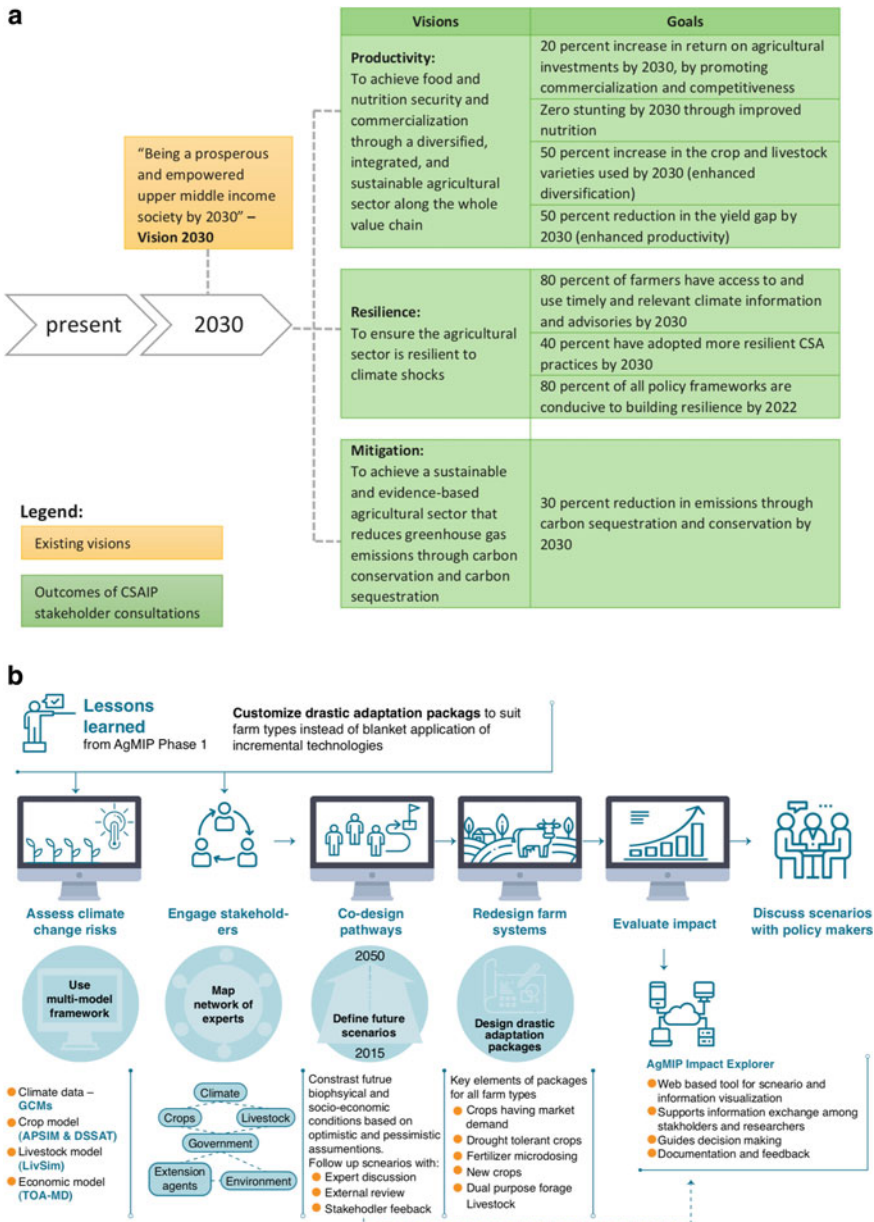 a
Visions
Goals
Productivity:
To achieve food and
nutrition security and
commercialization
through a diversified,
integrated, and
sustainable agricultural
sector along the whole
value chain
20 percent increase in return on agricultural
investments by 2030, by promoting
commercialization and competitiveness
Zero stunting by 2030 through improved
nutrition
50 percent increase in the crop and livestock
varieties used by 2030 (enhanced
diversification)
50 percent reduction in the yield gap by
2030 (enhanced productivity)
“Being a prosperous
and empowered
upper middle income
society by 2030” –
Vision 2030
present
2030
Resilience:
To ensure the agricultural
sector is resilient to
climate shocks
80 percent of farmers have access to and
use timely and relevant climate information
and advisories by 2030
40 percent have adopted more resilient CSA
practices by 2030
80 percent of all policy frameworks are
conducive to building resilience by 2022
Mitigation:
To achieve a sustainable
and evidence-based
agricultural sector that
reduces greenhouse gas
emissions through carbon
conservation and carbon
sequestration
30 percent reduction in emissions through
carbon sequestration and conservation by
2030
Legend:
Existing visions
Outcomes of CSAIP
stakeholder consultations
b
Lessons
learned
from AgMIP Phase 1
Customize drastic adaptation packags to suit
farm types instead of blanket application of
incremental technologies
Assess climate
change risks
Engage stakehold-
ers
Co-design
pathways
Redesign farm
systems
Evaluate impact
Discuss scenarios
with policy makers
Use
multi-model
framework
Map
network of
experts
2050
Define future
scenarios
2015
Design drastic
adaptation
packages
Climate data –
GCMs
Crop model
(APSIM & DSSAT)
Livestock model
(LivSim)
Economic model
(TOA-MD)
Climate
Crops
Livestock
Government
Extension
agents
Environment
Constrast futrue
biophysical and
socio-economic
conditions based on
optimistic and pessimistic
assumentions.
Follow up scnearios with:
Expert discussion
External review
Stakehodler feeback
Key elements of packages
for all farm types
Crops having market
demand
Drought tolerant crops
Fertilizer microdosing
New crops
Dual purpose forage
Livestock
AgMIP Impact Explorer
Web based tool for scneario and
information visualization
Supports information exchange among
stakholders and researchers
Guides decision making
Documentation and feedback